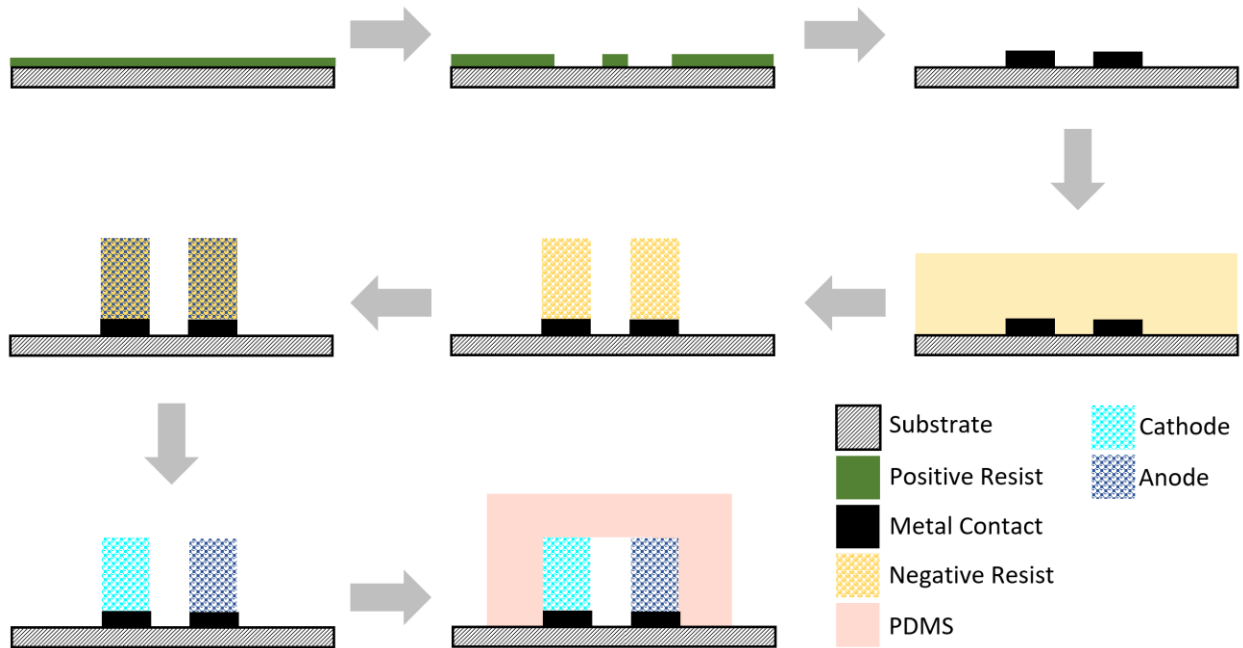 Substrate
Positive Resist
Metal Contact
Negative Resist
PDMS
Cathode
Anode